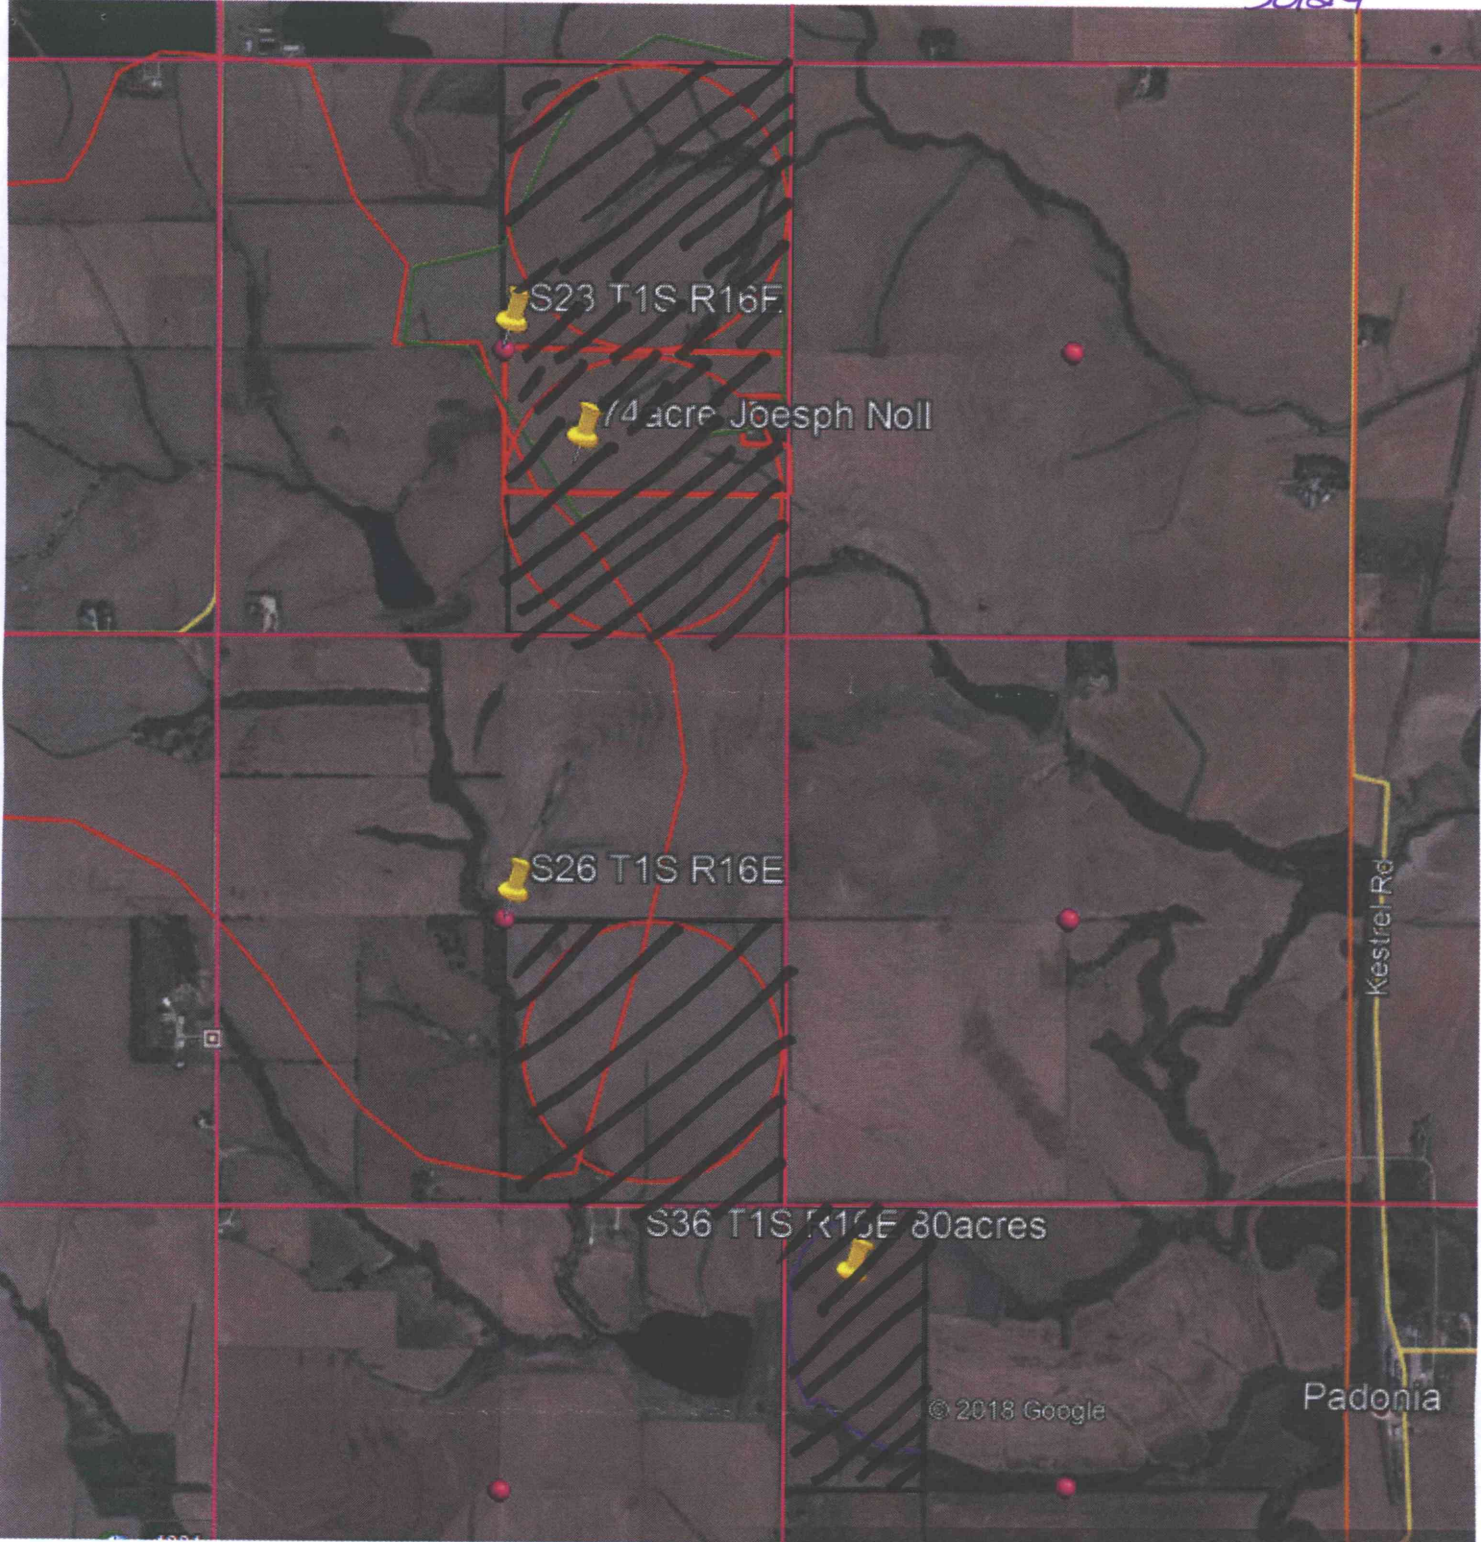 S23 T1S R16E
74acre Joesph Noll
S26 T1S R16E
Kestrel Rd
S36 T1S R16E 80acres
© 2018 Google
Padonia